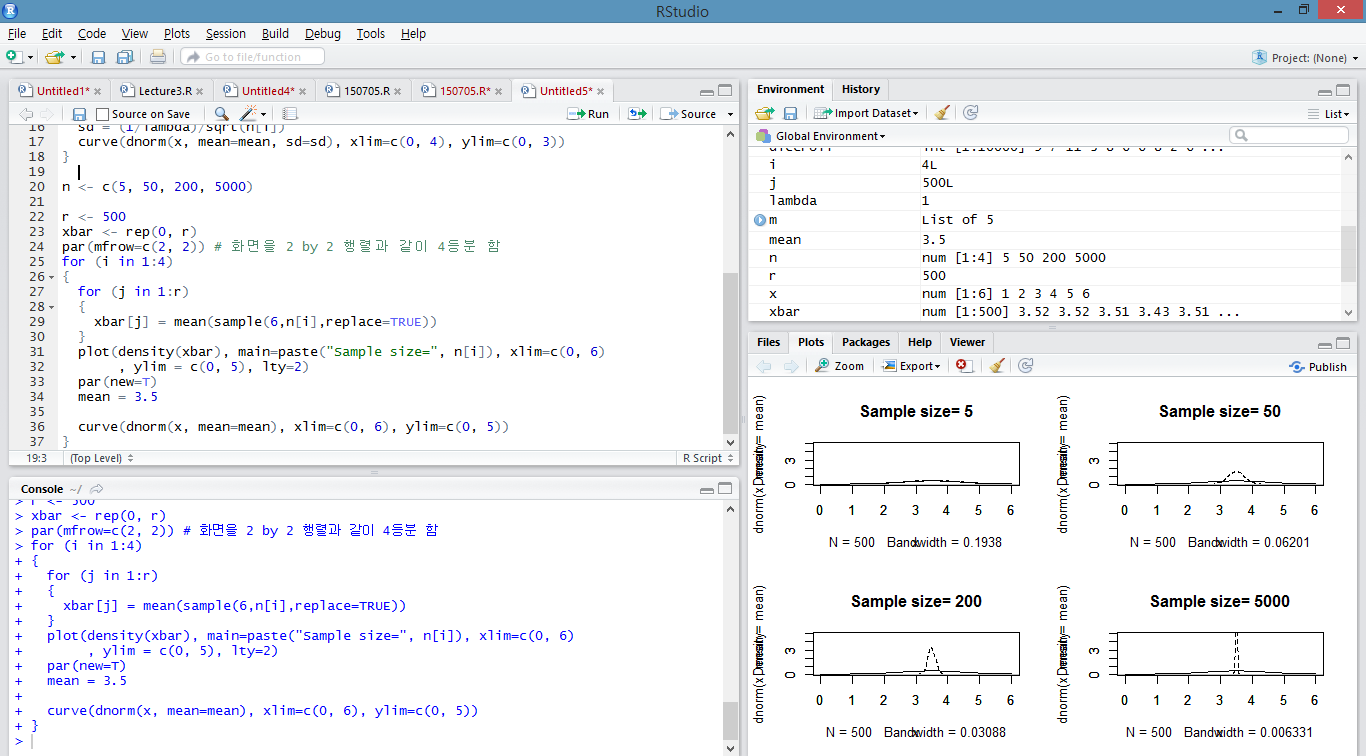 RStudio
File Edit Code View Plots Session Build Debug Tools Help
Go to file/function
Project: (None)
Untitled1* Lecture3.R Untitled4* 150705.R 150705.R* Untitled5*
Source on Save Run Source
16 sd = (1/lambda)/sqrt(n[i])
17 curve(dnorm(x, mean=mean, sd=sd), xlim=c(0, 4), ylim=c(0, 3))
18 }
19
20 n <- c(5, 50, 200, 5000)
21
22 r <- 500
23 xbar <- rep(0, r)
24 par(mfrow=c(2, 2)) # 화면을 2 by 2 행렬과 같이 4등분 함
25 for (i in 1:4)
26 {
27 for (j in 1:r)
28 {
29 xbar[j] = mean(sample(6,n[i],replace=TRUE))
30 }
31 plot(density(xbar), main=paste("Sample size=", n[i]), xlim=c(0, 6)
32 , ylim = c(0, 5), lty=2)
33 par(new=T)
34 mean = 3.5
35
36 curve(dnorm(x, mean=mean), xlim=c(0, 6), ylim=c(0, 5))
37 }
19:3 (Top Level) R Script
Console ~/
> r <- 500
> xbar <- rep(0, r)
> par(mfrow=c(2, 2)) # 화면을 2 by 2 행렬과 같이 4등분 함
> for (i in 1:4)
+ {
+ for (j in 1:r)
+ {
+ xbar[j] = mean(sample(6,n[i],replace=TRUE))
+ }
+ plot(density(xbar), main=paste("Sample size=", n[i]), xlim=c(0, 6)
+ , ylim = c(0, 5), lty=2)
+ par(new=T)
+ mean = 3.5
+
+ curve(dnorm(x, mean=mean), xlim=c(0, 6), ylim=c(0, 5))
+ }
>
Environment History
Import Dataset List
Global Environment
i 4L
j 500L
lambda 1
m List of 5
mean 3.5
n num [1:4] 5 50 200 5000
r 500
x num [1:6] 1 2 3 4 5 6
xbar num [1:500] 3.52 3.52 3.51 3.43 3.51 ...
Files Plots Packages Help Viewer
Zoom Export Publish
Sample size= 5
0 3
0 1 2 3 4 5 6
N = 500 Bandwidth = 0.1938
Sample size= 50
0 3
0 1 2 3 4 5 6
N = 500 Bandwidth = 0.06201
Sample size= 200
0 3
0 1 2 3 4 5 6
N = 500 Bandwidth = 0.03088
Sample size= 5000
0 3
0 1 2 3 4 5 6
N = 500 Bandwidth = 0.006331